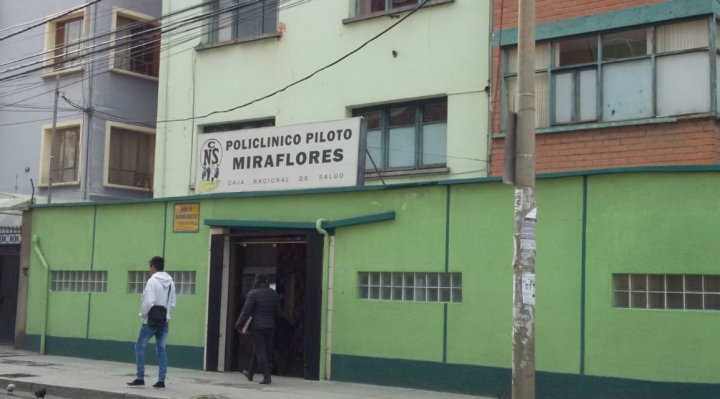 CNS
POLICLINICO PILOTO
MIRAFLORES
CAJA NACIONAL DE SALUD